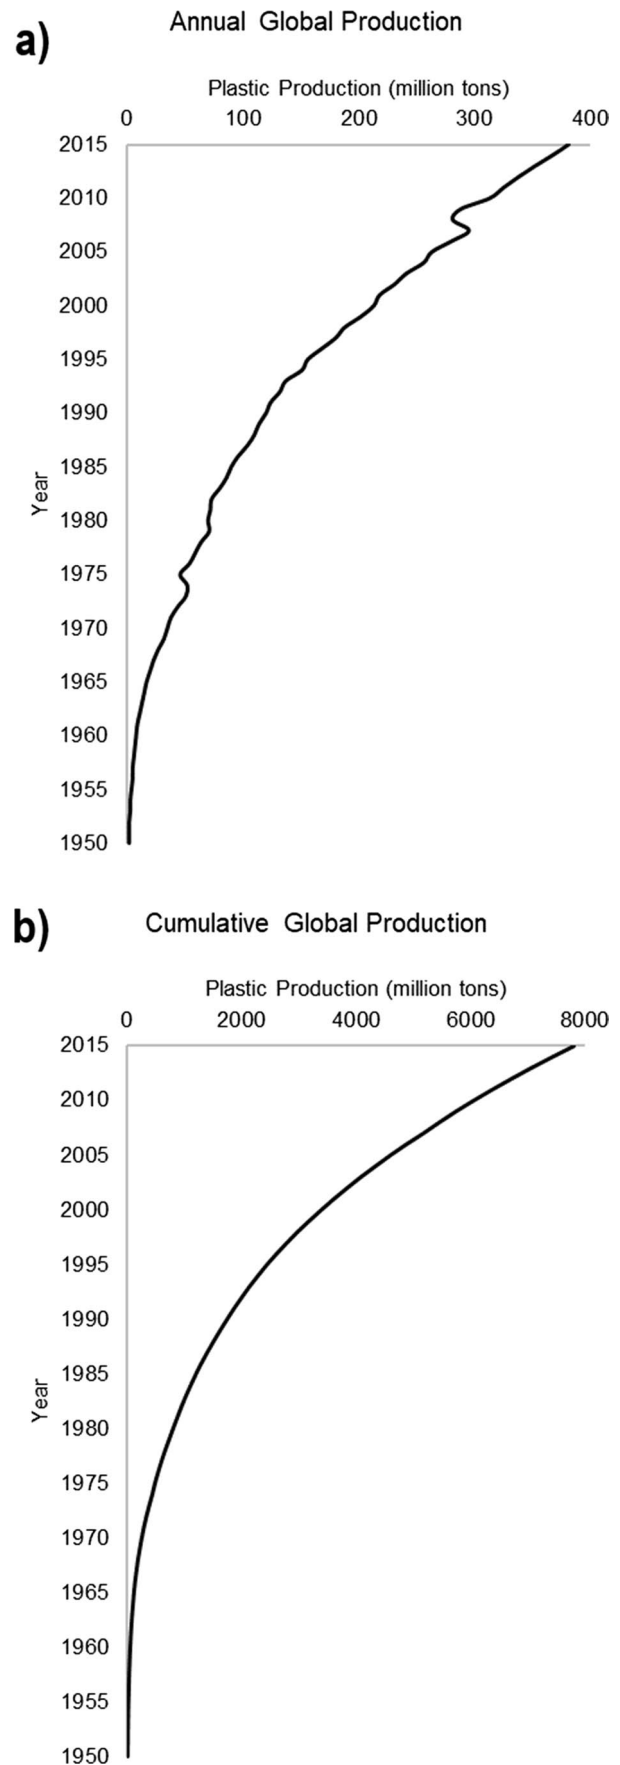 a)
Annual Global Production
Plastic Production (million tons)
0 100 200 300 400
2015
2010
2005
2000
1995
1990
1985
Year
1980
1975
1970
1965
1960
1955
1950
b)
Cumulative Global Production
Plastic Production (million tons)
0 2000 4000 6000 8000
2015
2010
2005
2000
1995
1990
1985
Year
1980
1975
1970
1965
1960
1955
1950